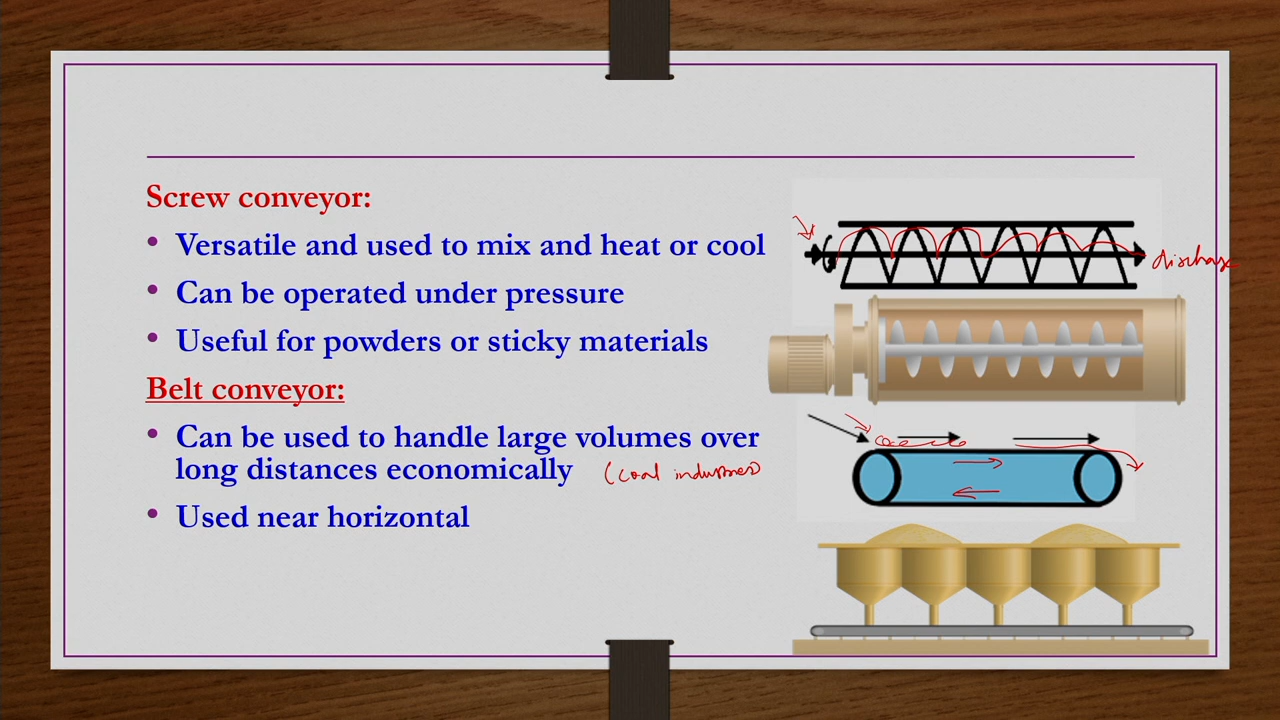 Screw conveyor:
• Versatile and used to mix and heat or cool
• Can be operated under pressure
• Useful for powders or sticky materials
Belt conveyor:
• Can be used to handle large volumes over
long distances economically (coal industries)
• Used near horizontal
discharge